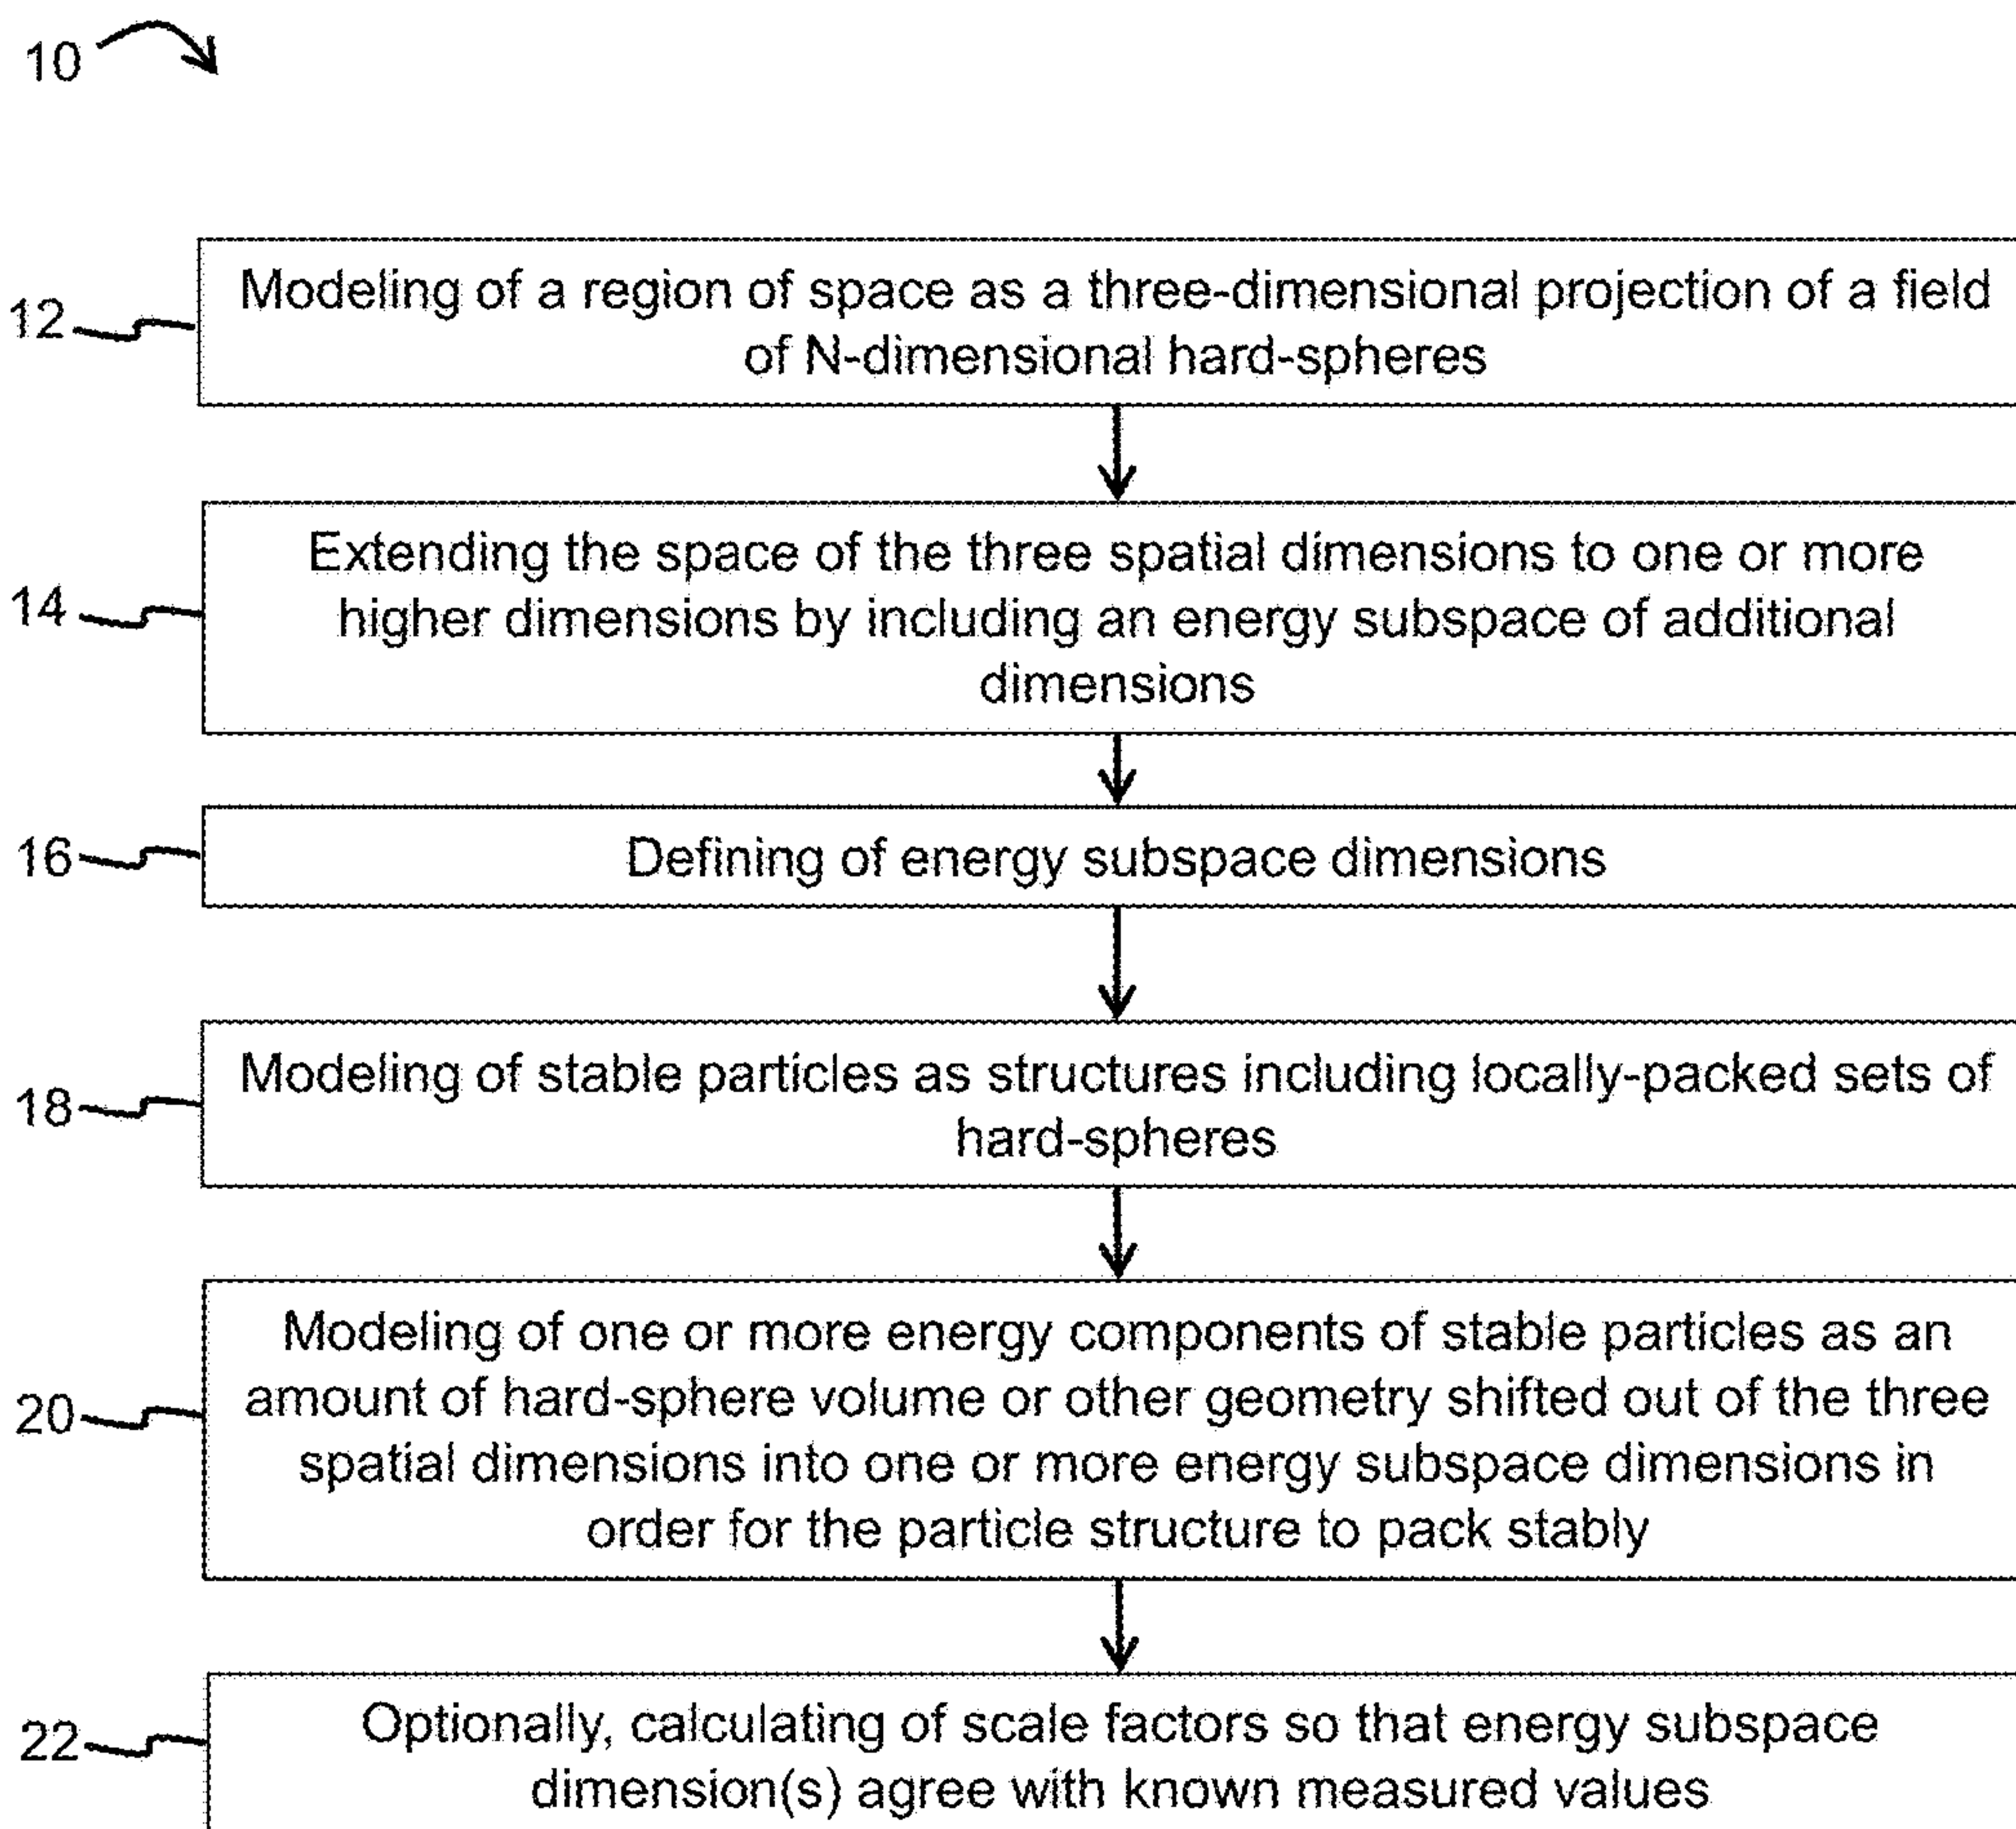 10
12
Modeling of a region of space as a three-dimensional projection of a field
of N-dimensional hard-spheres
14
Extending the space of the three spatial dimensions to one or more
higher dimensions by including an energy subspace of additional
dimensions
16
Defining of energy subspace dimensions
18
Modeling of stable particles as structures including locally-packed sets of
hard-spheres
20
Modeling of one or more energy components of stable particles as an
amount of hard-sphere volume or other geometry shifted out of the three
spatial dimensions into one or more energy subspace dimensions in
order for the particle structure to pack stably
22
Optionally, calculating of scale factors so that energy subspace
dimension(s) agree with known measured values